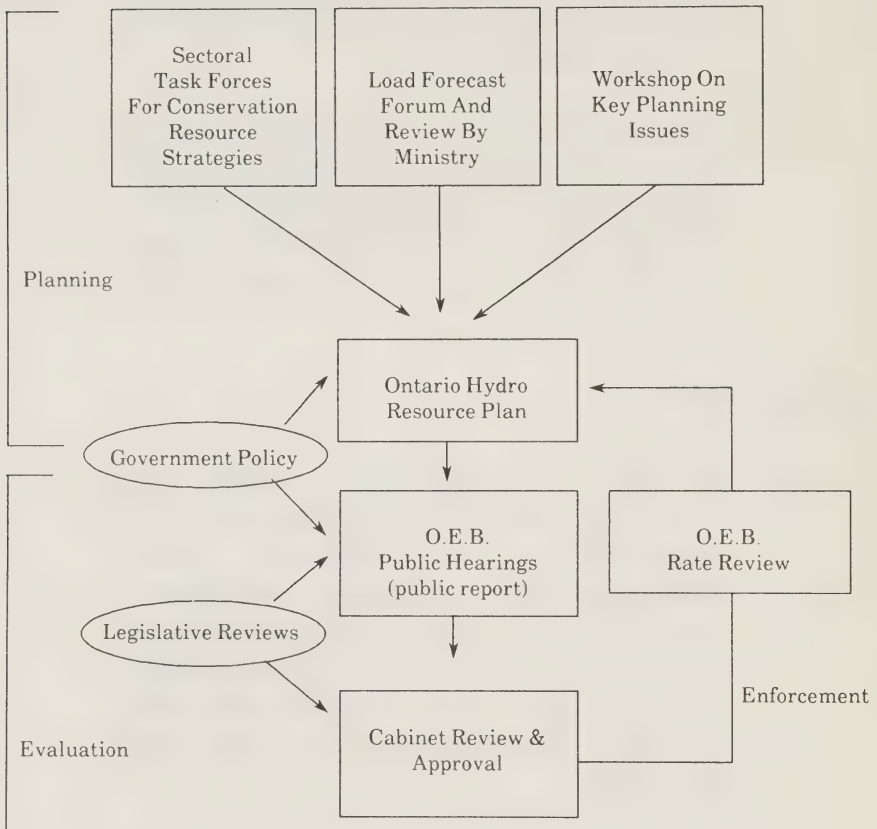 Sectoral
Task Forces
For Conservation
Resource
Strategies
Load Forecast
Forum And
Review By
Ministry
Workshop On
Key Planning
Issues
Planning
Ontario Hydro
Resource Plan
Government Policy
O.E.B.
Public Hearings
(public report)
O.E.B.
Rate Review
Legislative Reviews
Enforcement
Cabinet Review &
Approval
Evaluation